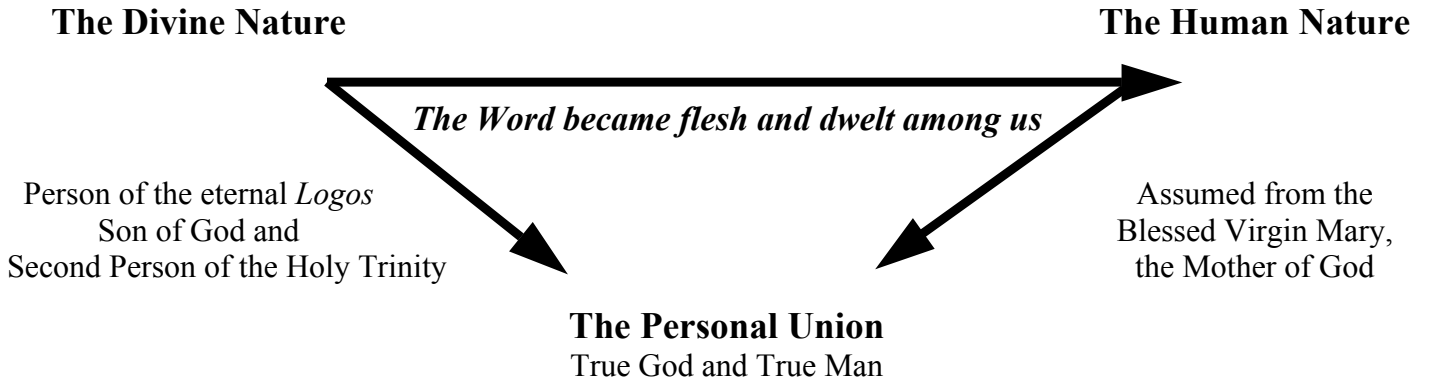 The Divine Nature
The Human Nature
The Word became flesh and dwelt among us
Person of the eternal Logos
Son of God and
Second Person of the Holy Trinity
Assumed from the
Blessed Virgin Mary,
the Mother of God
The Personal Union
True God and True Man